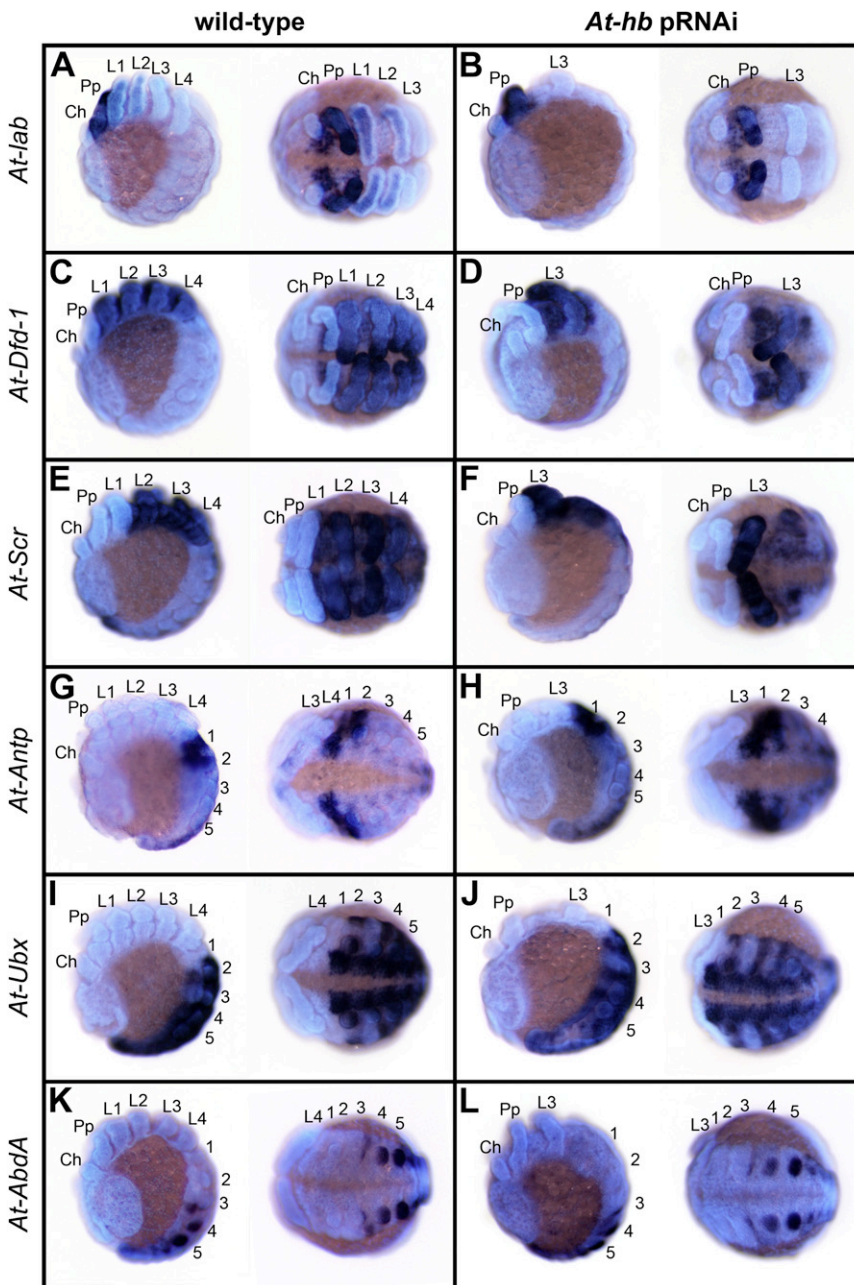 wild-type At-hb pRNAi
At-lab
A Ch Pp L1 L2 L3 L4 Ch Pp L1 L2 L3
B Ch Pp L3 Ch Pp L3
At-Dfd-1
C Ch Pp L1 L2 L3 L4 Ch Pp L1 L2 L3 L4
D Ch Pp L3 Ch Pp L3
At-Scr
E Ch Pp L1 L2 L3 L4 Ch Pp L1 L2 L3 L4
F Ch Pp L3 Ch Pp L3
At-Antp
G Ch Pp L1 L2 L3 L4 1 2 3 4 5 L3 L4 1 2 3 4 5
H Ch Pp L3 1 2 3 4 5 L3 1 2 3 4
At-Ubx
I Ch Pp L1 L2 L3 L4 1 2 3 4 5 L4 1 2 3 4 5
J Ch Pp L3 1 2 3 4 5 L3 1 2 3 4 5
At-AbdA
K Ch Pp L1 L2 L3 L4 1 2 3 4 5 L4 1 2 3 4 5
L Ch Pp L3 1 2 3 4 5 L3 1 2 3 4 5